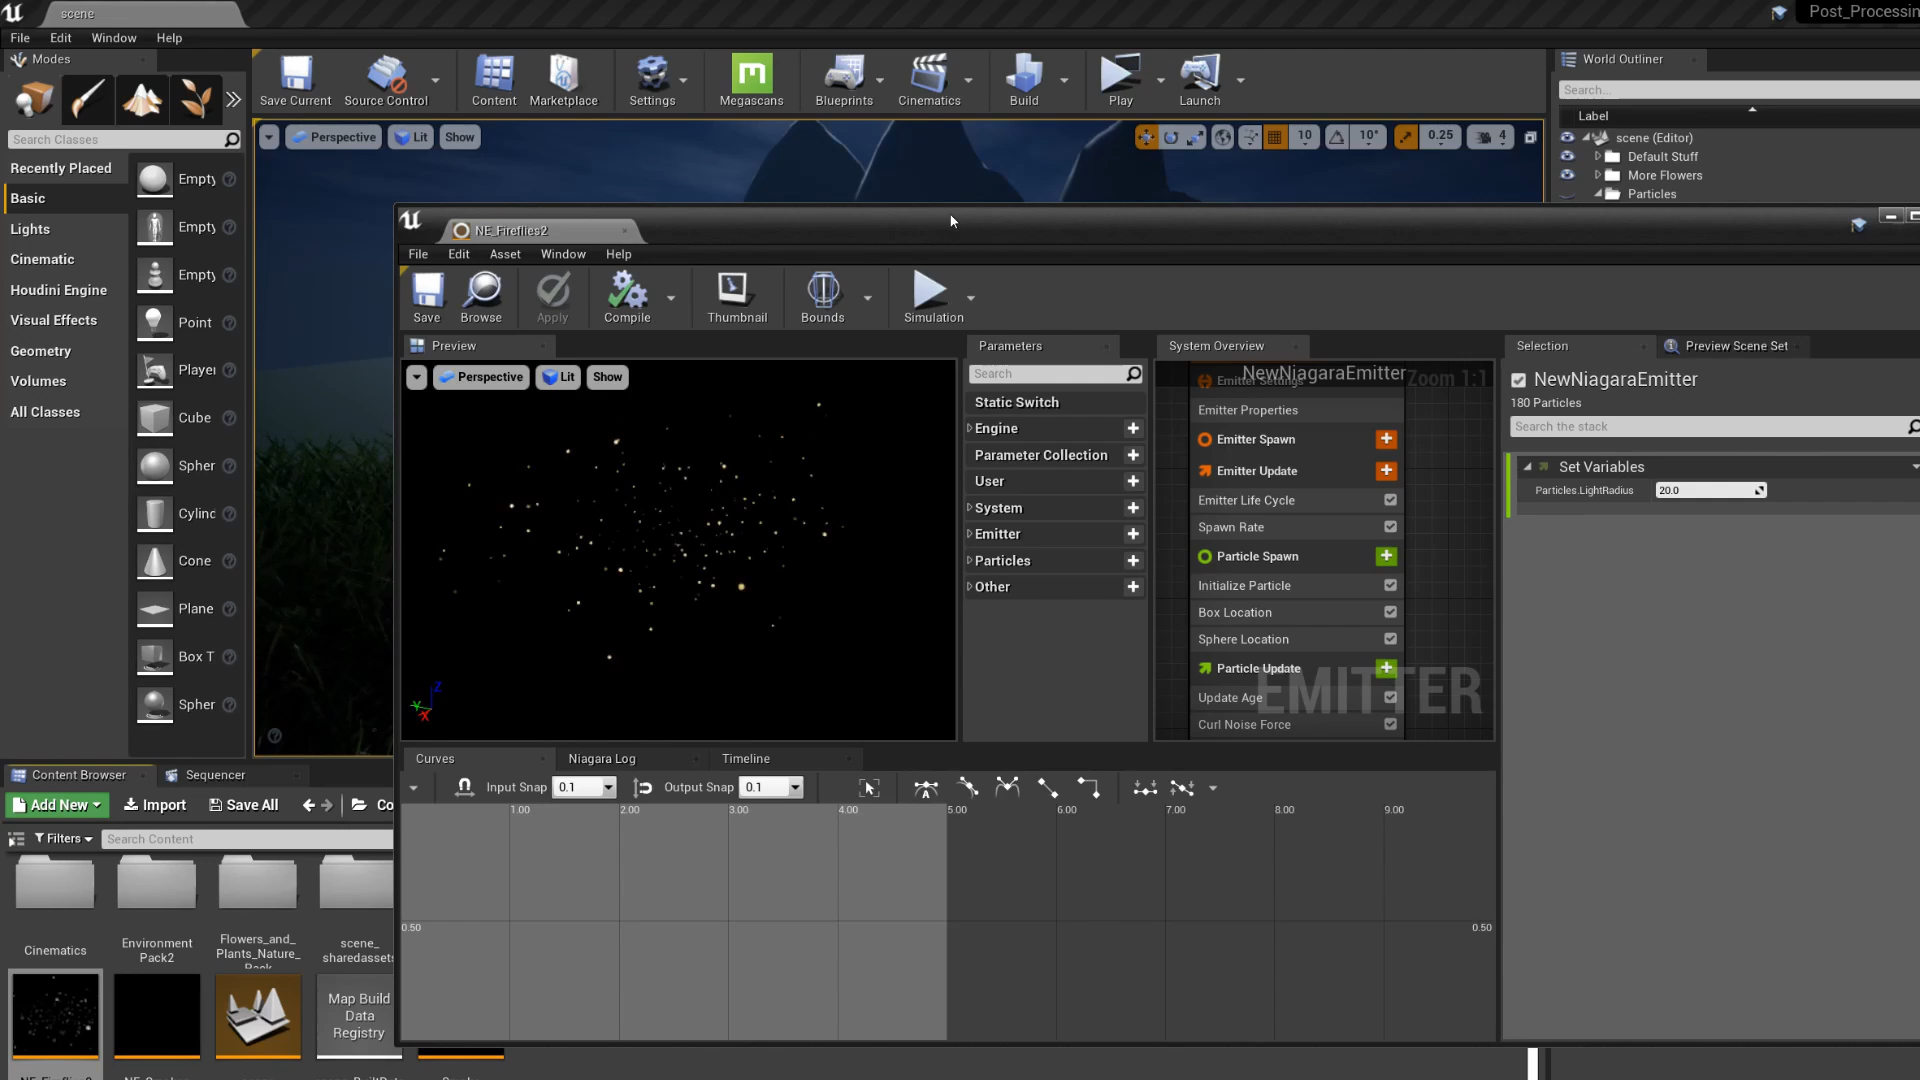 scene
Post_Processin
File Edit Window Help
Modes
Save Current
Source Control
Content
Marketplace
Settings
Megascans
Blueprints
Cinematics
Build
Play
Launch
World Outliner
Search...
Label
scene (Editor)
Default Stuff
More Flowers
Particles
Search Classes
Recently Placed
Basic
Lights
Cinematic
Houdini Engine
Visual Effects
Geometry
Volumes
All Classes
Empty
Empty
Empty
Point
Player
Cube
Spher
Cylinc
Cone
Plane
Box T
Spher
Perspective Lit Show
10 10° 0.25 4
NE_Fireflies2
File Edit Asset Window Help
Save Browse Apply Compile Thumbnail Bounds Simulation
Preview
Perspective Lit Show
Z
Y
X
Parameters
Search
Static Switch
Engine
Parameter Collection
User
System
Emitter
Particles
Other
System Overview
NewNiagaraEmitter
Zoom 1:1
Emitter Settings
Emitter Properties
Emitter Spawn
Emitter Update
Emitter Life Cycle
Spawn Rate
Particle Spawn
Initialize Particle
Box Location
Sphere Location
Particle Update
Update Age
Curl Noise Force
EMITTER
Selection
Preview Scene Set
NewNiagaraEmitter
180 Particles
Search the stack
Set Variables
Particles.LightRadius 20.0
Curves Niagara Log Timeline
Input Snap 0.1 Output Snap 0.1
1.00 2.00 3.00 4.00 5.00 6.00 7.00 8.00 9.00
0.50 0.50
Content Browser Sequencer
Add New Import Save All Co
Filters Search Content
Cinematics
Environment
Pack2
Flowers_and_
Plants_Nature_
Pack
scene_
sharedassets
Map Build
Data
Registry